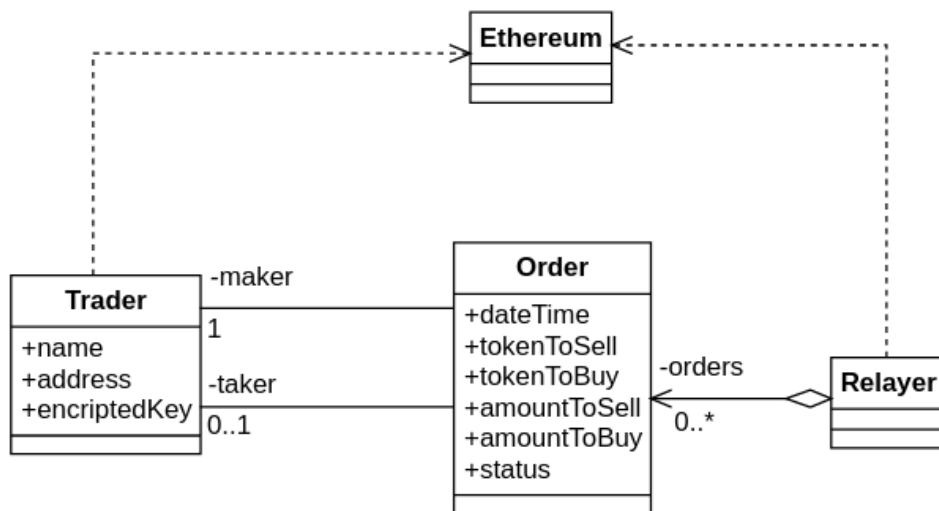 Ethereum
Trader
+name
+address
+encriptedKey
-maker
1
-taker
0..1
Order
+dateTime
+tokenToSell
+tokenToBuy
+amountToSell
+amountToBuy
+status
-orders
0..*
Relayer